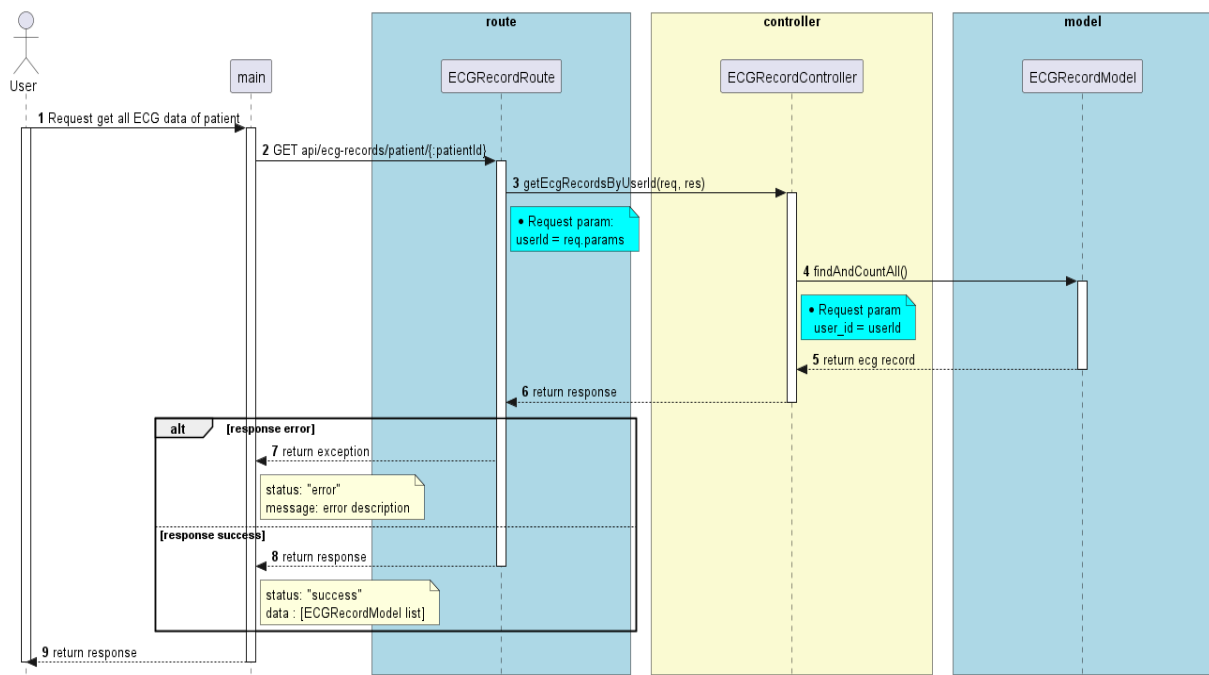 route
controller
model
User
main
ECGRecordRoute
ECGRecordController
ECGRecordModel
1 Request get all ECG data of patient
2 GET api/ecg-records/patient/{:patientId}
3 getEcgRecordsByUserId(req, res)
• Request param:
userId = req.params
4 findAndCountAll()
• Request param
user_id = userId
5 return ecg record
6 return response
alt [response error]
7 return exception
status: "error"
message: error description
[response success]
8 return response
status: "success"
data : [ECGRecordModel list]
9 return response